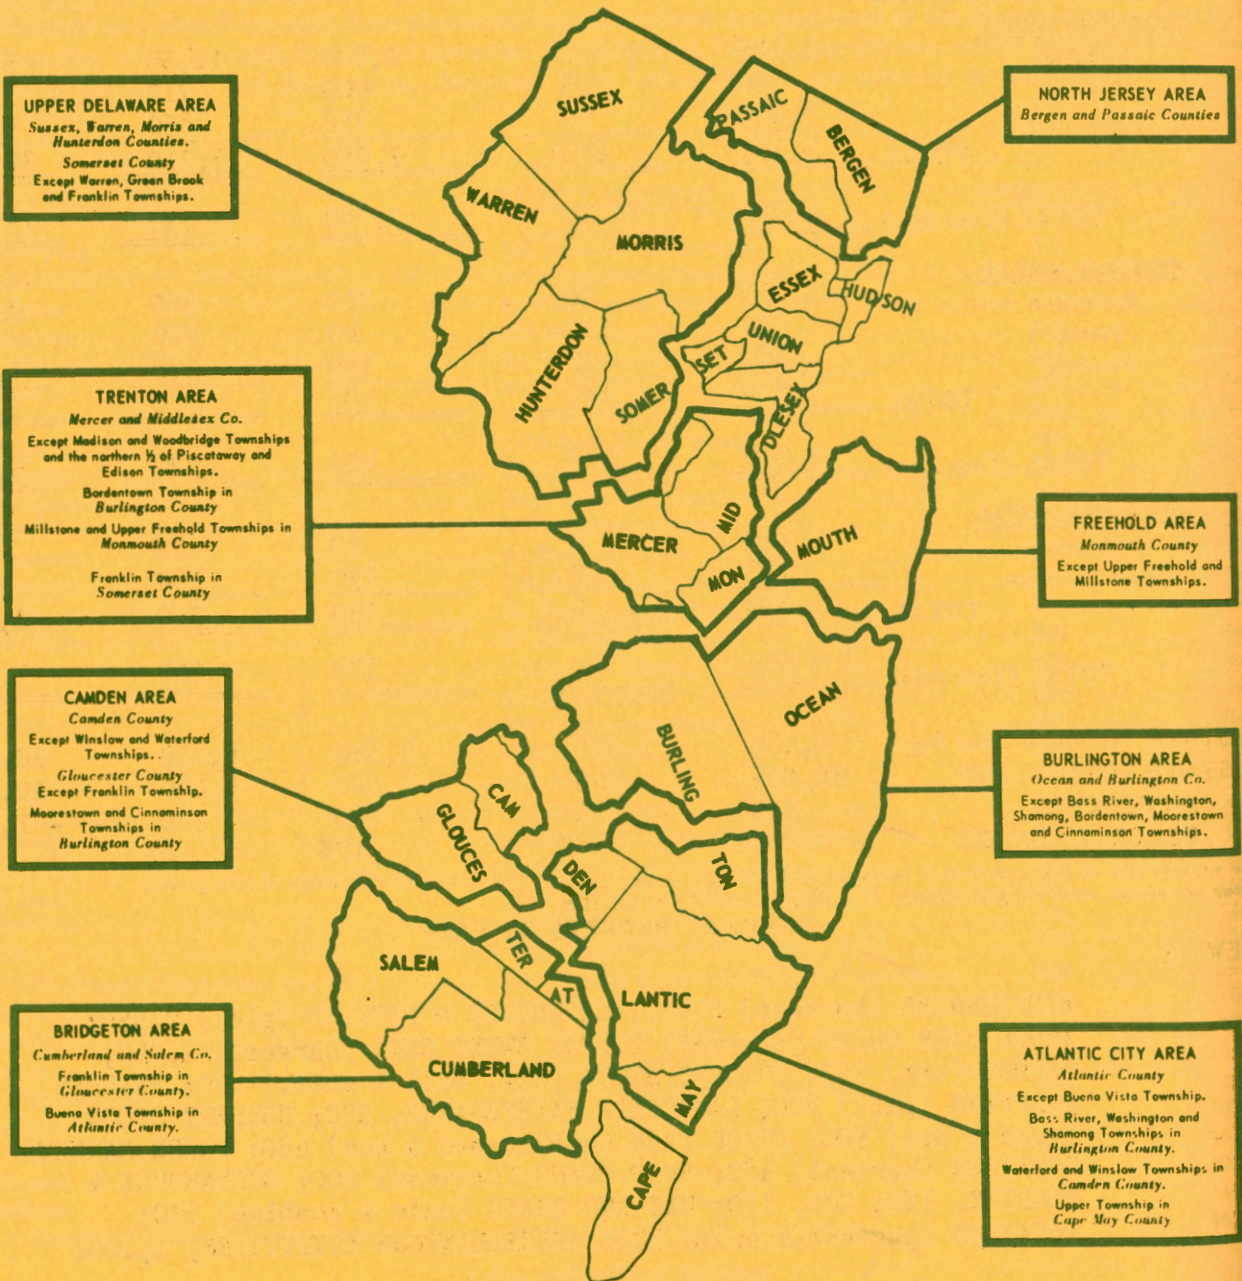 UPPER DELAWARE AREA
Sussex, Warren, Morris and
Hunterdon Counties.
Somerset County
Except Warren, Green Brook
and Franklin Townships.
NORTH JERSEY AREA
Bergen and Passaic Counties
SUSSEX
PASSAIC
BERGEN
WARREN
MORRIS
ESSEX
HUDSON
UNION
SET
HUNTERDON
SOMER
DLESEX
TRENTON AREA
Mercer and Middlesex Co.
Except Madison and Woodbridge Townships
and the northern ½ of Piscataway and
Edison Townships.
Bordentown Township in
Burlington County
Millstone and Upper Freehold Townships in
Monmouth County
Franklin Township in
Somerset County
MID
MERCER
MON
MOUTH
FREEHOLD AREA
Monmouth County
Except Upper Freehold and
Millstone Townships.
CAMDEN AREA
Camden County
Except Winslow and Waterford
Townships..
Gloucester County
Except Franklin Township.
Moorestown and Cinnaminson
Townships in
Burlington County
OCEAN
BURLING
CAM
GLOUCES
DEN
TON
BURLINGTON AREA
Ocean and Burlington Co.
Except Bass River, Washington,
Shamong, Bordentown, Moorestown
and Cinnaminson Townships.
SALEM
TER
AT
LANTIC
CUMBERLAND
MAY
CAPE
BRIDGETON AREA
Cumberland and Salem Co.
Franklin Township in
Gloucester County.
Buena Vista Township in
Atlantic County.
ATLANTIC CITY AREA
Atlantic County
Except Buena Vista Township.
Bass River, Washington and
Shamong Townships in
Burlington County.
Waterford and Winslow Townships in
Camden County.
Upper Township in
Cape May County